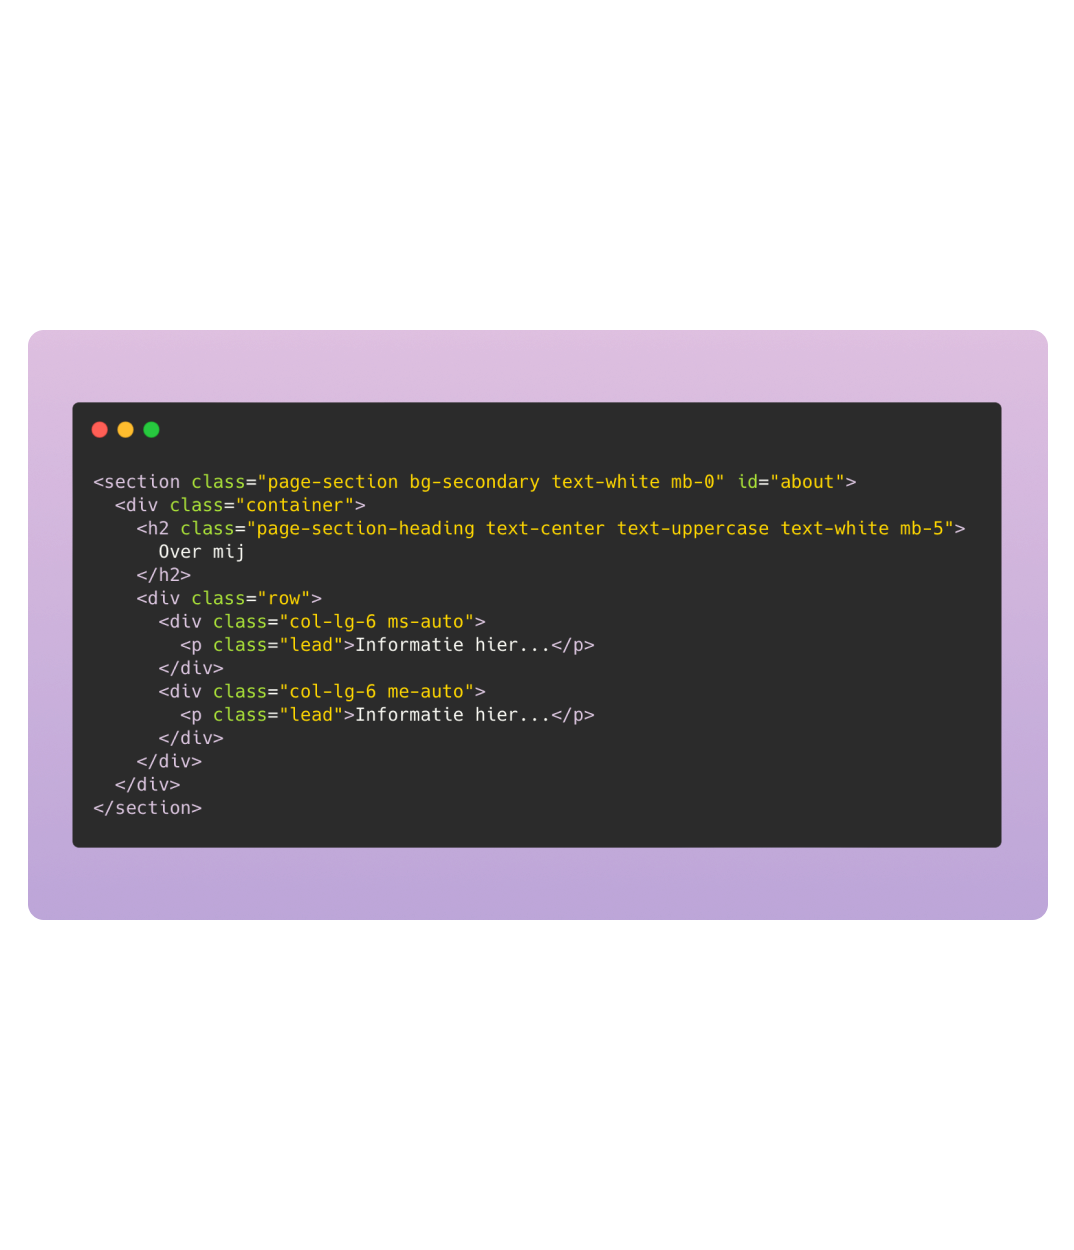 <section class="page-section bg-secondary text-white mb-0" id="about">
  <div class="container">
    <h2 class="page-section-heading text-center text-uppercase text-white mb-5">
      Over mij
    </h2>
    <div class="row">
      <div class="col-lg-6 ms-auto">
        <p class="lead">Informatie hier...</p>
      </div>
      <div class="col-lg-6 me-auto">
        <p class="lead">Informatie hier...</p>
      </div>
    </div>
  </div>
</section>